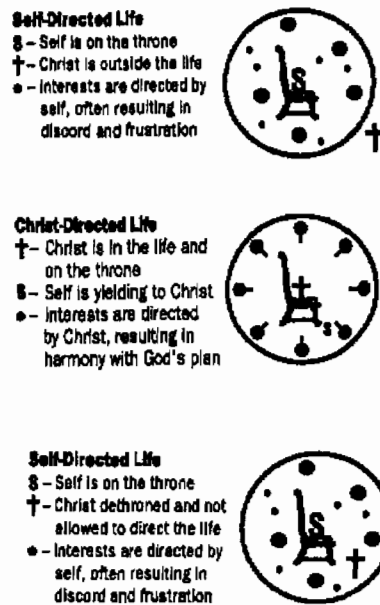 Self-Directed Life
S – Self is on the throne
† – Christ is outside the life
• – Interests are directed by
self, often resulting in
discord and frustration
S
†
Christ-Directed Life
† – Christ is in the life and
on the throne
S – Self is yielding to Christ
• – Interests are directed
by Christ, resulting in
harmony with God's plan
†
s
Self-Directed Life
S – Self is on the throne
† – Christ dethroned and not
allowed to direct the life
• – Interests are directed by
self, often resulting in
discord and frustration
S
†